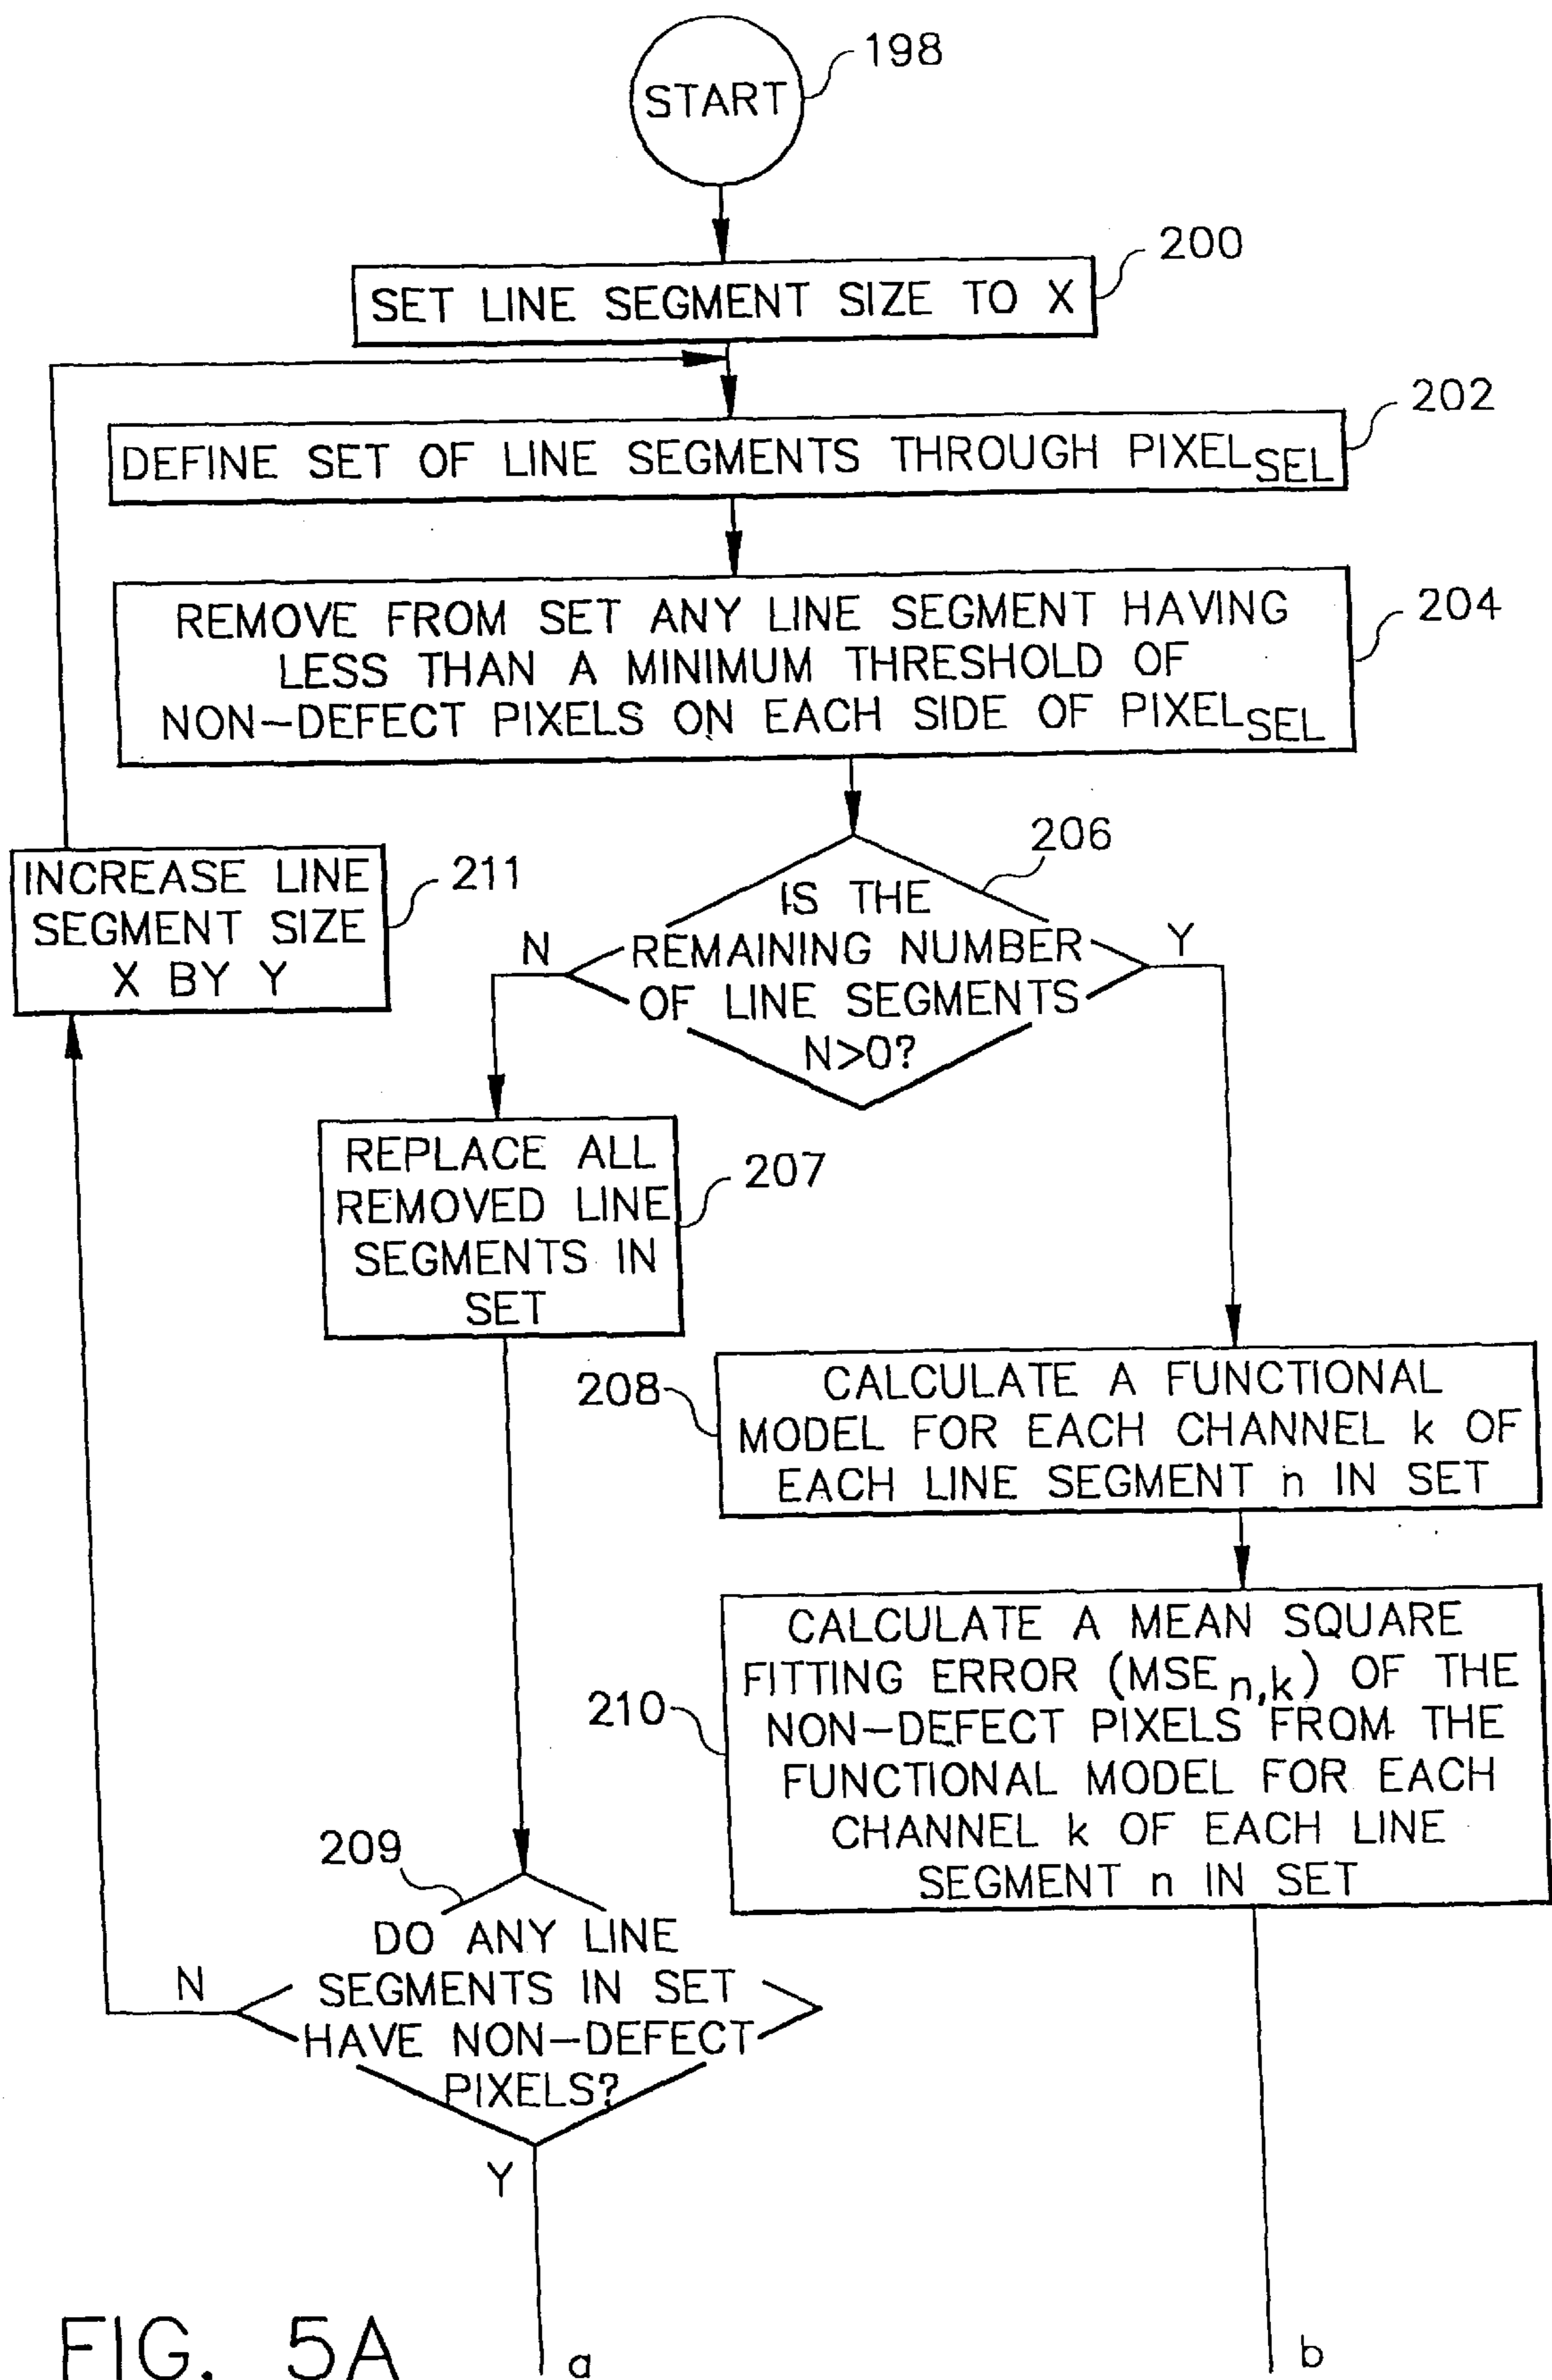 START
198
200
SET LINE SEGMENT SIZE TO X
202
DEFINE SET OF LINE SEGMENTS THROUGH PIXELSEL
204
REMOVE FROM SET ANY LINE SEGMENT HAVING
LESS THAN A MINIMUM THRESHOLD OF
NON-DEFECT PIXELS ON EACH SIDE OF PIXELSEL
206
IS THE
REMAINING NUMBER
OF LINE SEGMENTS
N>0?
N
Y
INCREASE LINE
SEGMENT SIZE
X BY Y
211
REPLACE ALL
REMOVED LINE
SEGMENTS IN
SET
207
208
CALCULATE A FUNCTIONAL
MODEL FOR EACH CHANNEL k OF
EACH LINE SEGMENT n IN SET
210
CALCULATE A MEAN SQUARE
FITTING ERROR (MSEn,k) OF THE
NON-DEFECT PIXELS FROM THE
FUNCTIONAL MODEL FOR EACH
CHANNEL k OF EACH LINE
SEGMENT n IN SET
209
DO ANY LINE
SEGMENTS IN SET
HAVE NON-DEFECT
PIXELS?
N
Y
a
b
FIG. 5A